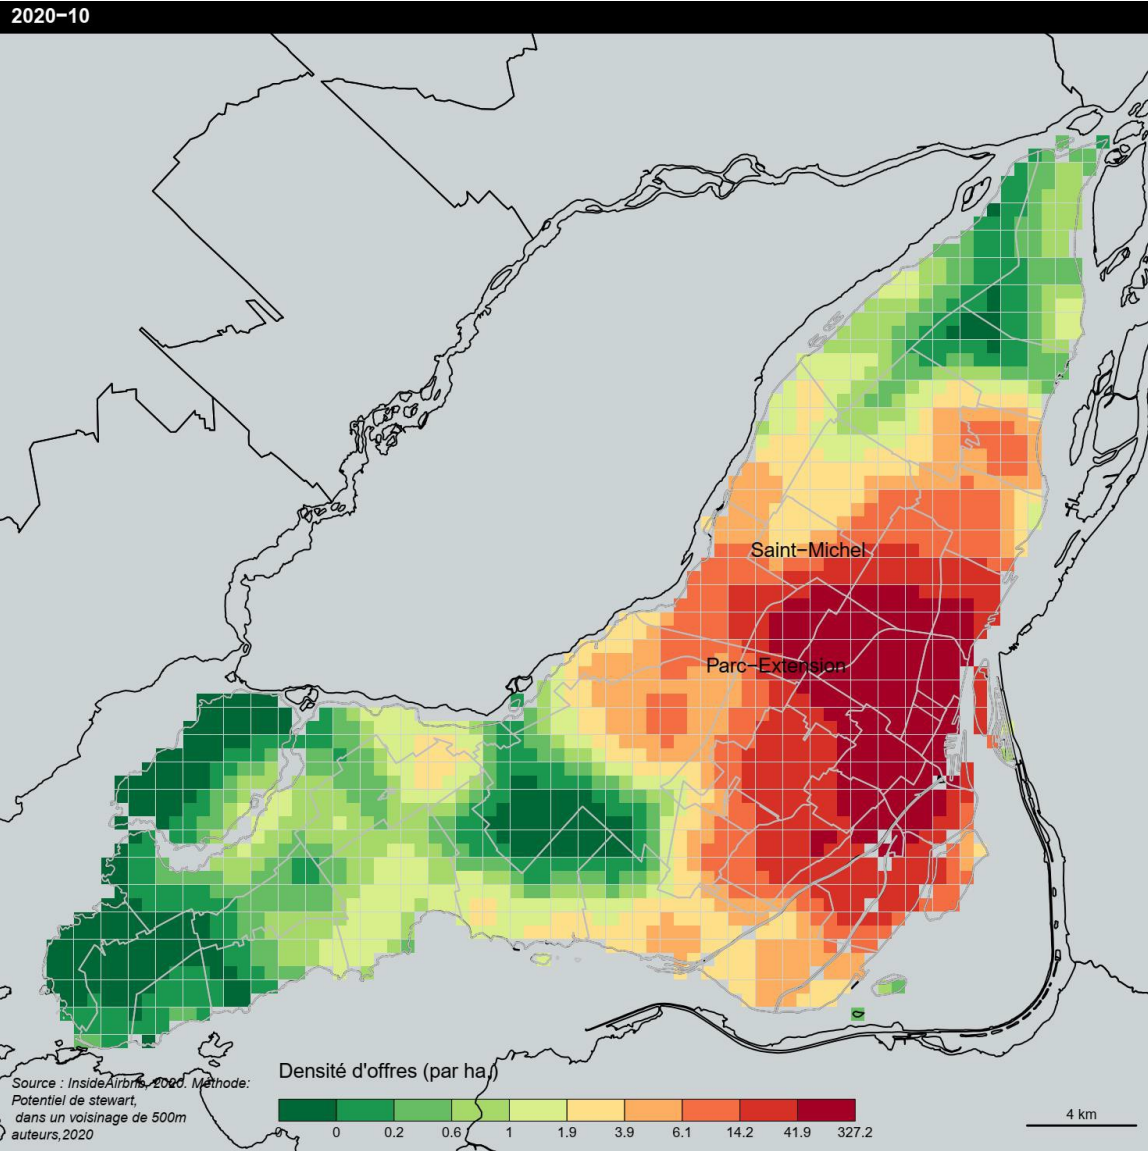 2020−10
Saint−Michel
Parc−Extension
Densité d'offres (par ha.)
Source : InsideAirbnb, 2020. Méthode:
Potentiel de stewart,
dans un voisinage de 500m
auteurs,2020
0 0 0.2 0.6 1 1.9 3.9 6.1 14.2 41.9 327.2
4 km